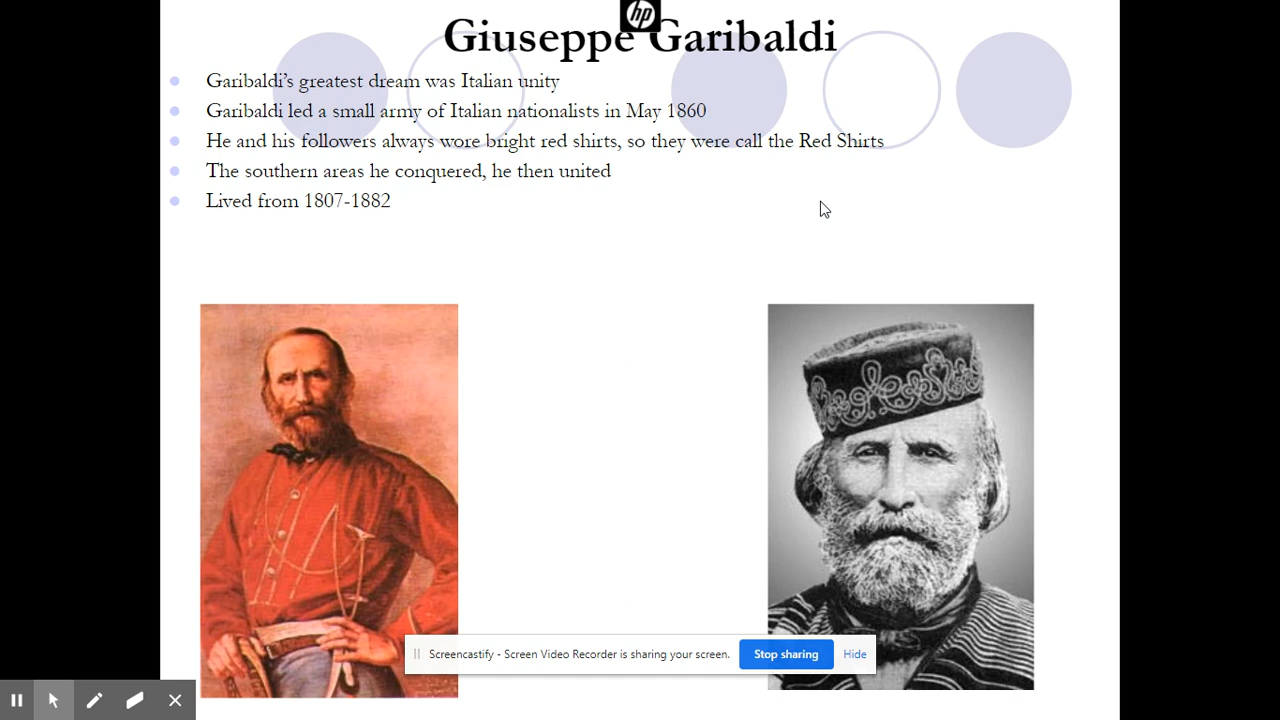 hp
Giuseppe Garibaldi
Garibaldi’s greatest dream was Italian unity
Garibaldi led a small army of Italian nationalists in May 1860
He and his followers always wore bright red shirts, so they were call the Red Shirts
The southern areas he conquered, he then united
Lived from 1807-1882
Screencastify - Screen Video Recorder is sharing your screen. Stop sharing Hide